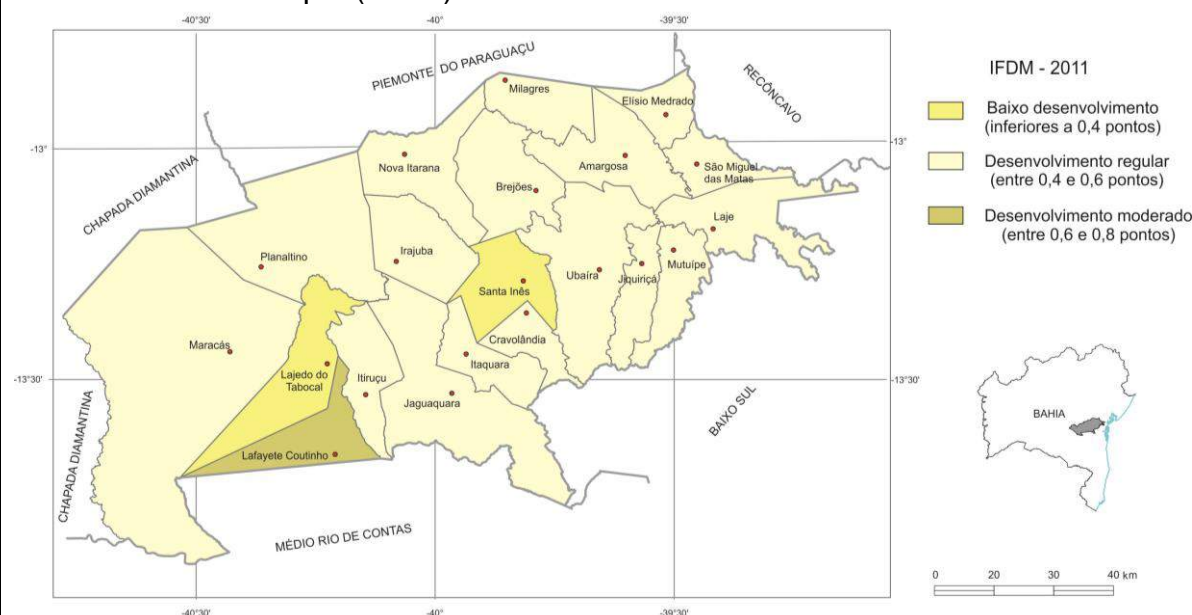 -40°30'
-40°
-39°30'
PIEMONTE DO PARAGUAÇU
RECÔNCAVO
IFDM - 2011
Milagres
Elísio Medrado
Baixo desenvolvimento
(inferiores a 0,4 pontos)
-13°
-13°
Nova Itarana
Amargosa
São Miguel
das Matas
Desenvolvimento regular
(entre 0,4 e 0,6 pontos)
CHAPADA DIAMANTINA
Brejões
Laje
Desenvolvimento moderado
(entre 0,6 e 0,8 pontos)
Planaltino
Irajuba
Ubaíra
Jiquiriçá
Mutuípe
Santa Inês
Cravolândia
Maracás
Itaquara
Lajedo do
Tabocal
Itiruçu
-13°30'
-13°30'
Jaguaquara
BAIXO SUL
BAHIA
CHAPADA DIAMANTINA
Lafayete Coutinho
MÉDIO RIO DE CONTAS
0 20 30 40 km
-40°30'
-40°
-39°30'